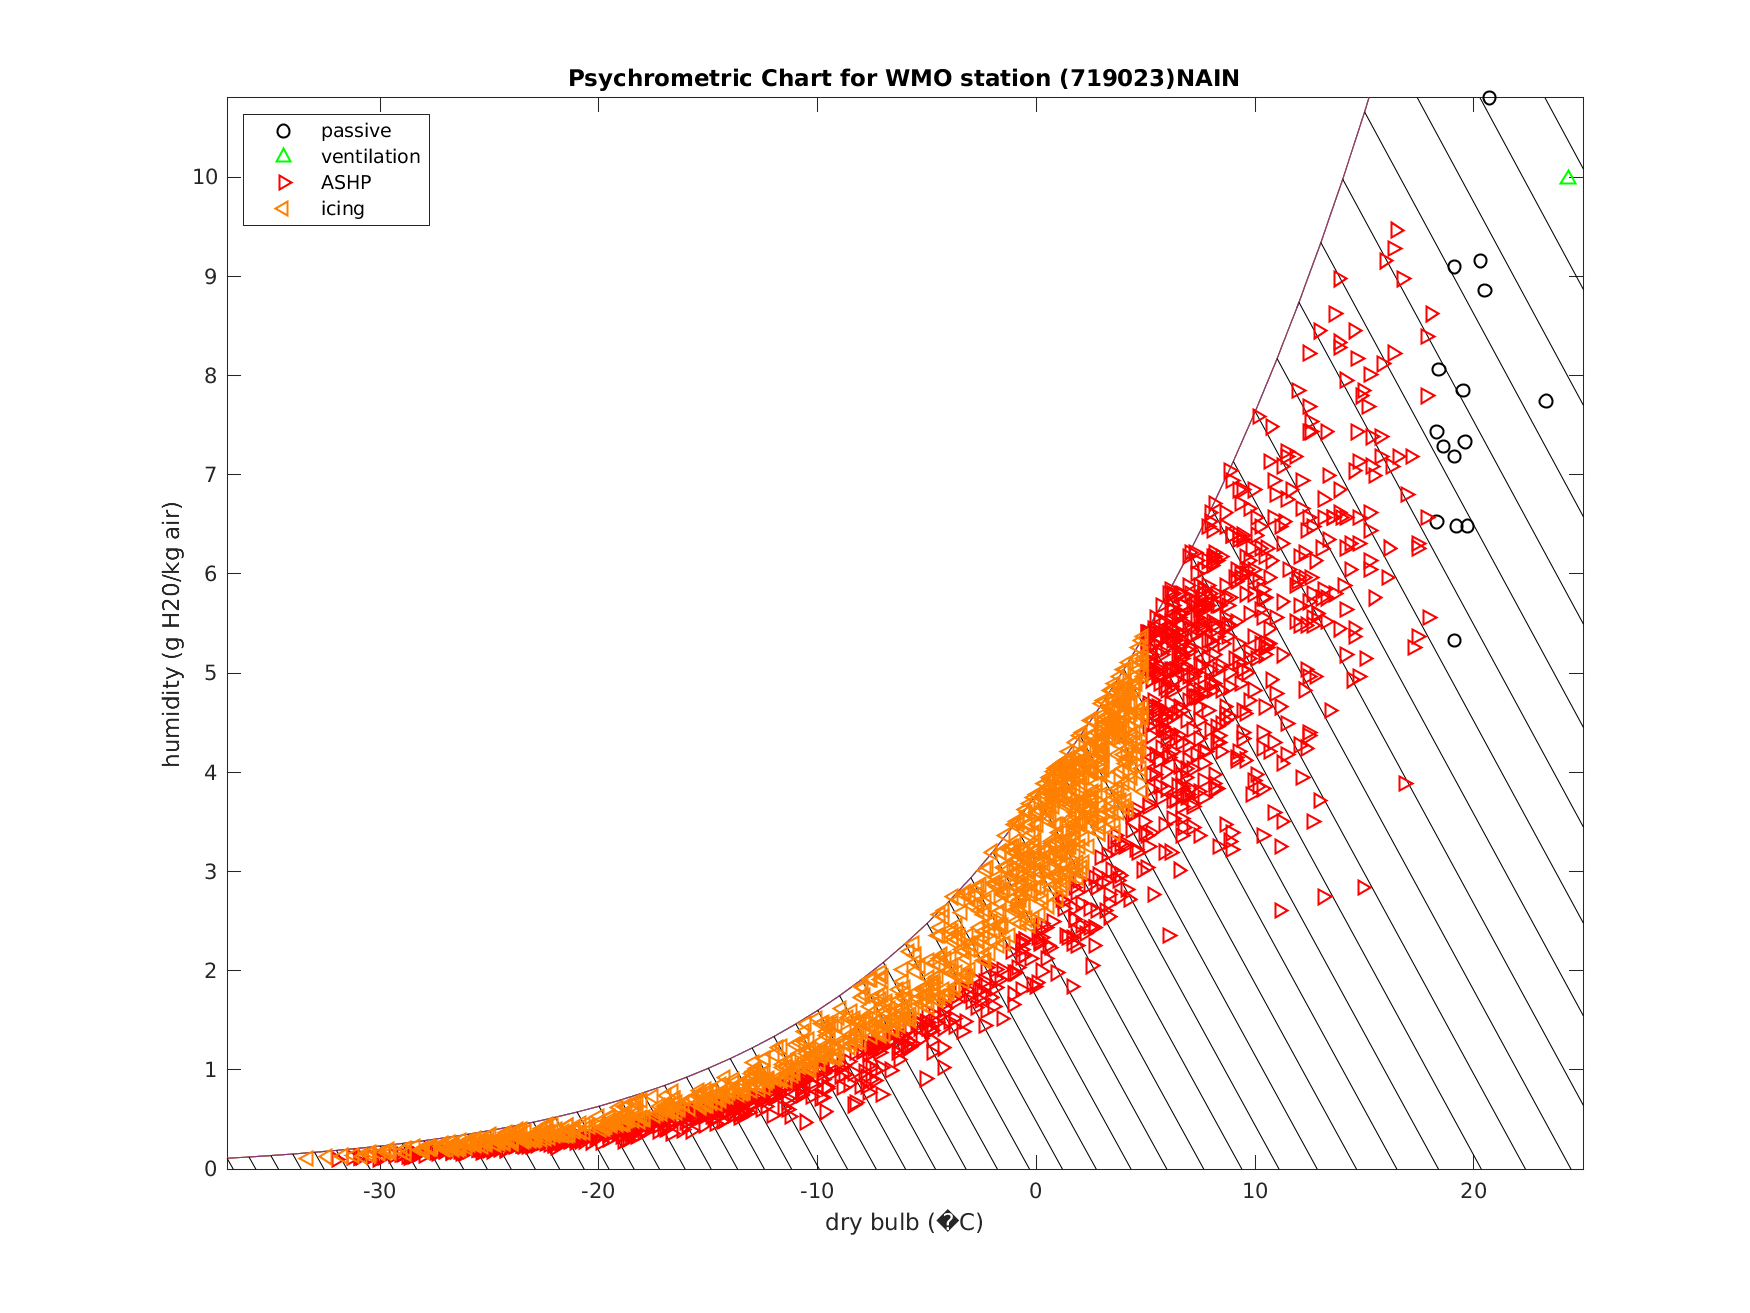 Psychrometric Chart for WMO station (719023)NAIN
passive
ventilation
ASHP
icing
10
9
8
7
6
5
4
3
2
1
0
humidity (g H20/kg air)
-30 -20 -10 0 10 20
dry bulb (�C)